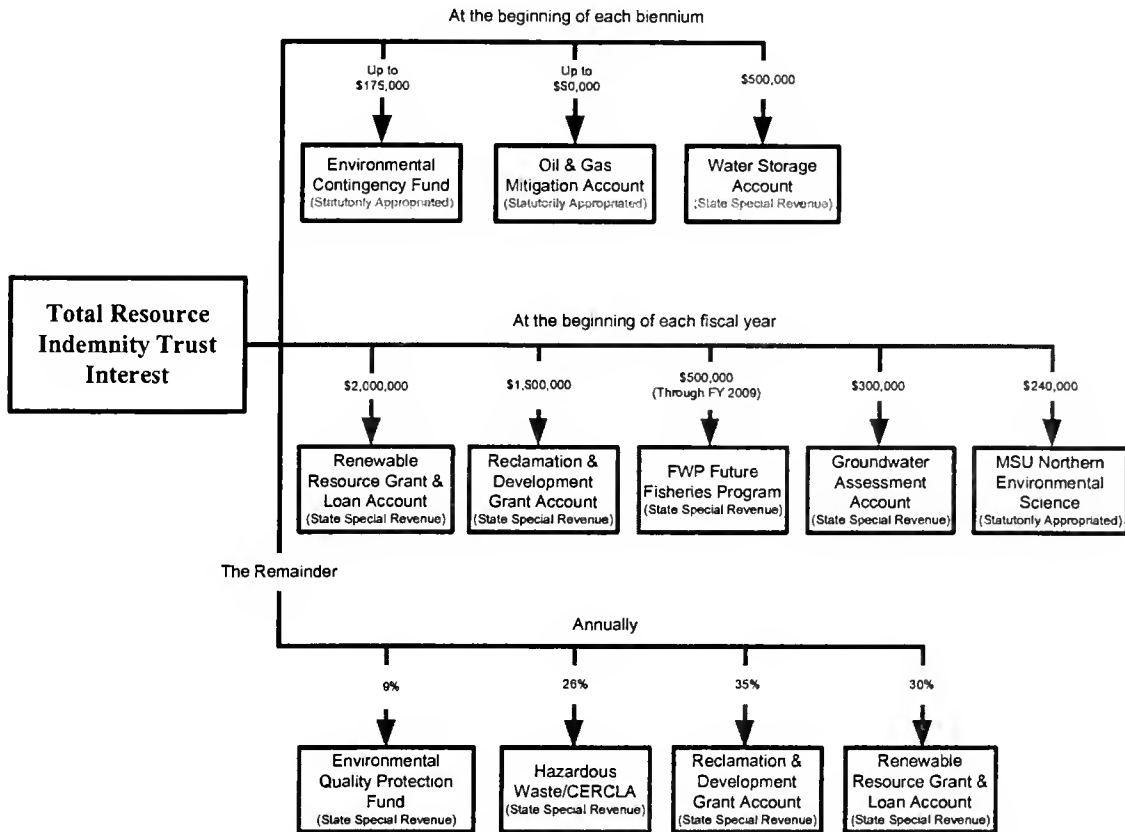 At the beginning of each biennium
Up to
$175,000
Up to
$50,000
$500,000
Environmental
Contingency Fund
(Statutorily Appropriated)
Oil & Gas
Mitigation Account
(Statutorily Appropriated)
Water Storage
Account
(State Special Revenue)
Total Resource
Indemnity Trust
Interest
At the beginning of each fiscal year
$2,000,000
$1,500,000
$500,000
(Through FY 2009)
$300,000
$240,000
Renewable
Resource Grant &
Loan Account
(State Special Revenue)
Reclamation &
Development
Grant Account
(State Special Revenue)
FWP Future
Fisheries Program
(State Special Revenue)
Groundwater
Assessment
Account
(State Special Revenue)
MSU Northern
Environmental
Science
(Statutorily Appropriated)
The Remainder
Annually
9%
26%
35%
30%
Environmental
Quality Protection
Fund
(State Special Revenue)
Hazardous
Waste/CERCLA
(State Special Revenue)
Reclamation &
Development
Grant Account
(State Special Revenue)
Renewable
Resource Grant &
Loan Account
(State Special Revenue)